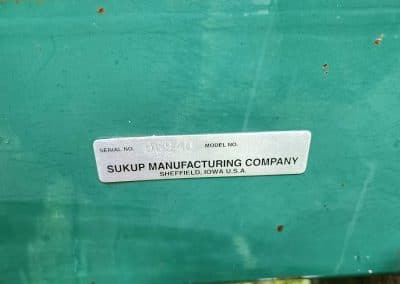 SERIAL NO. MODEL NO.
SUKUP MANUFACTURING COMPANY
SHEFFIELD, IOWA U.S.A.